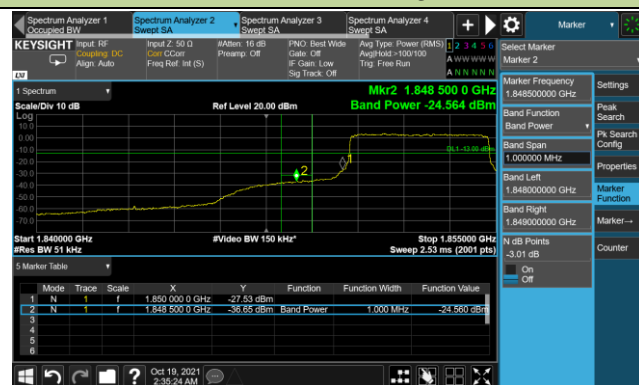 Spectrum Analyzer 1
Occupied BW
Spectrum Analyzer 2
Swept SA
Spectrum Analyzer 3
Swept SA
Spectrum Analyzer 4
Swept SA
Marker
KEYSIGHT
Input: RF
Coupling: DC
Align: Auto
Input Z: 50 Ω
Corr CCorr
Freq Ref: Int (S)
#Atten: 16 dB
Preamp: Off
PNO: Best Wide
Gate: Off
IF Gain: Low
Sig Track: Off
Avg Type: Power (RMS)
Avg|Hold:>100/100
Trig: Free Run
1 2 3 4 5 6
A W W W W W
A N N N N N
LXI
1 Spectrum
Scale/Div 10 dB
Ref Level 20.00 dBm
Mkr2 1.848 500 0 GHz
Band Power -24.564 dBm
Log
10.0
0.00
-10.0
-20.0
-30.0
-40.0
-50.0
-60.0
-70.0
DL1 -13.00 dBm
1
2
Start 1.840000 GHz
#Res BW 51 kHz
#Video BW 150 kHz*
Stop 1.855000 GHz
Sweep 2.53 ms (2001 pts)
5 Marker Table
Mode Trace Scale X Y Function Function Width Function Value
1 N 1 f 1.850 000 0 GHz -27.53 dBm
2 N 1 f 1.848 500 0 GHz -36.65 dBm Band Power 1.000 MHz -24.560 dBm
3
4
5
6
Oct 19, 2021
2:35:24 AM
Select Marker
Marker 2
Marker Frequency
1.848500000 GHz
Band Function
Band Power
Band Span
1.000000 MHz
Band Left
1.848000000 GHz
Band Right
1.849000000 GHz
N dB Points
-3.01 dB
On
Off
Settings
Peak
Search
Pk Search
Config
Properties
Marker
Function
Marker→
Counter